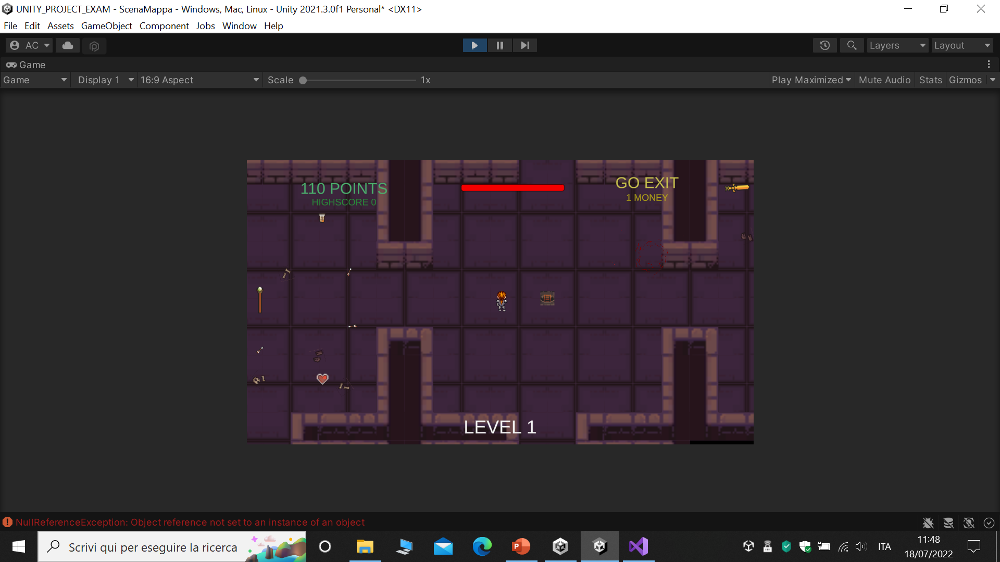 UNITY_PROJECT_EXAM - ScenaMappa - Windows, Mac, Linux - Unity 2021.3.0f1 Personal* <DX11>
File Edit Assets GameObject Component Jobs Window Help
AC Layers Layout
Game
Game Display 1 16:9 Aspect Scale 1x Play Maximized Mute Audio Stats Gizmos
110 POINTS
HIGHSCORE 0
GO EXIT
1 MONEY
LEVEL 1
NullReferenceException: Object reference not set to an instance of an object
Scrivi qui per eseguire la ricerca
P
ITA
11:48
18/07/2022